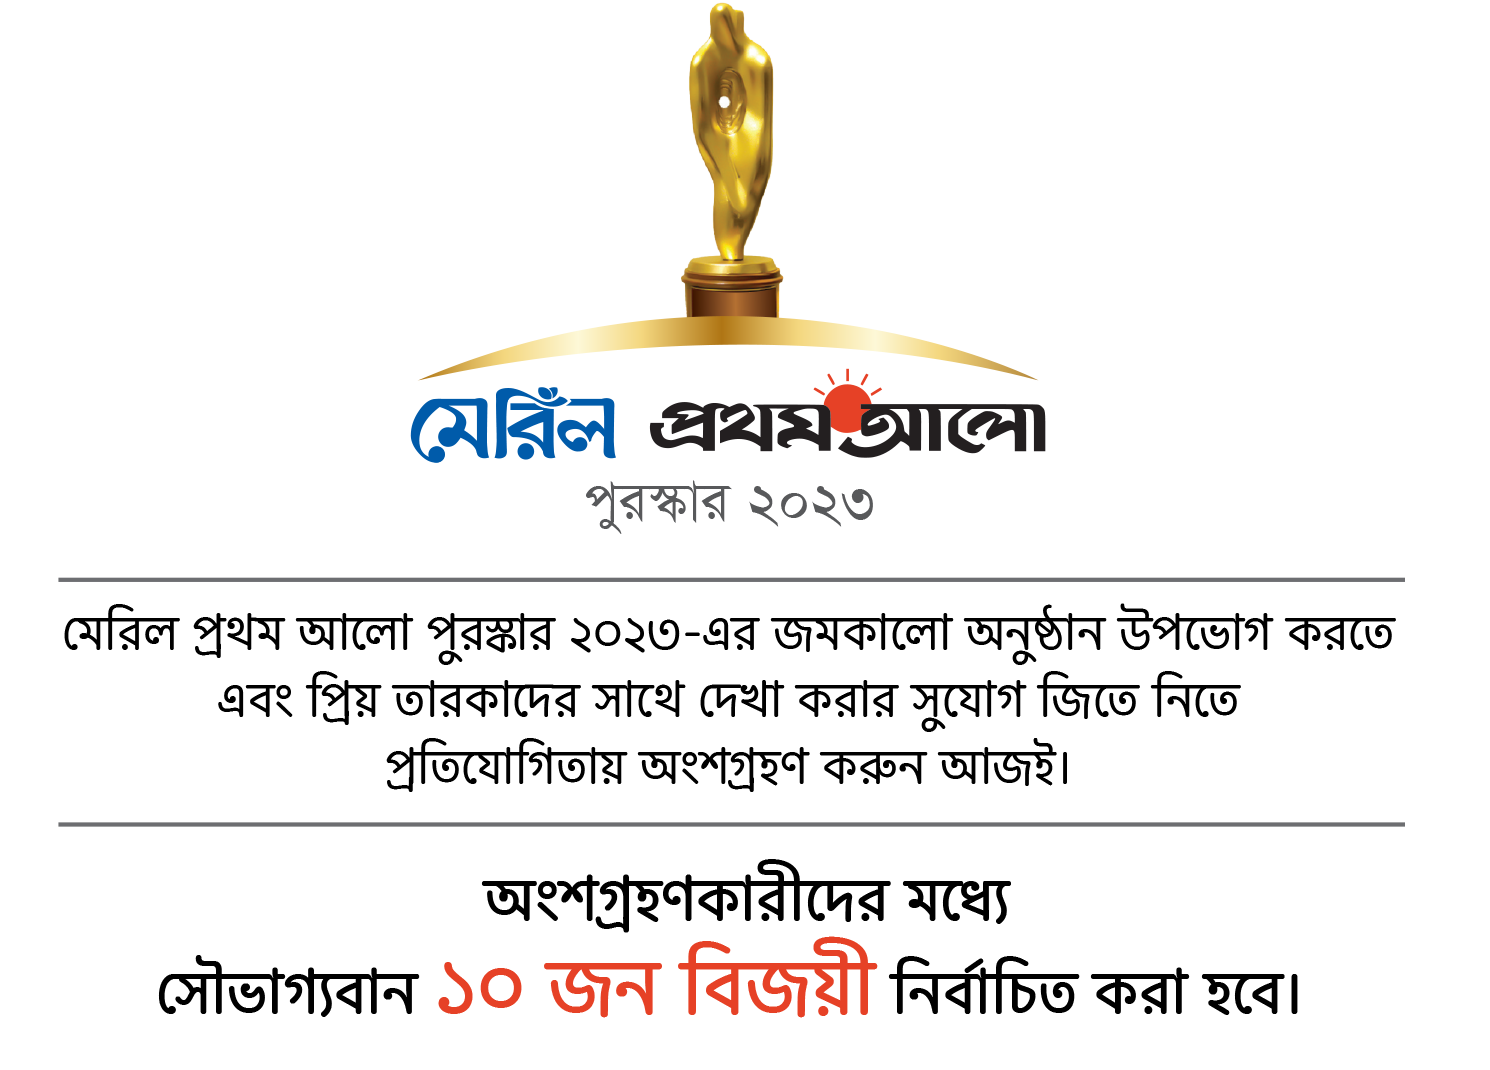 মেরিল প্রথম আলো
পুরস্কার ২০২৩
মেরিল প্রথম আলো পুরস্কার ২০২৩-এর জমকালো অনুষ্ঠান উপভোগ করতে
এবং প্রিয় তারকাদের সাথে দেখা করার সুযোগ জিতে নিতে
প্রতিযোগিতায় অংশগ্রহণ করুন আজই।
অংশগ্রহণকারীদের মধ্যে
সৌভাগ্যবান ১০ জন বিজয়ী নির্বাচিত করা হবে।